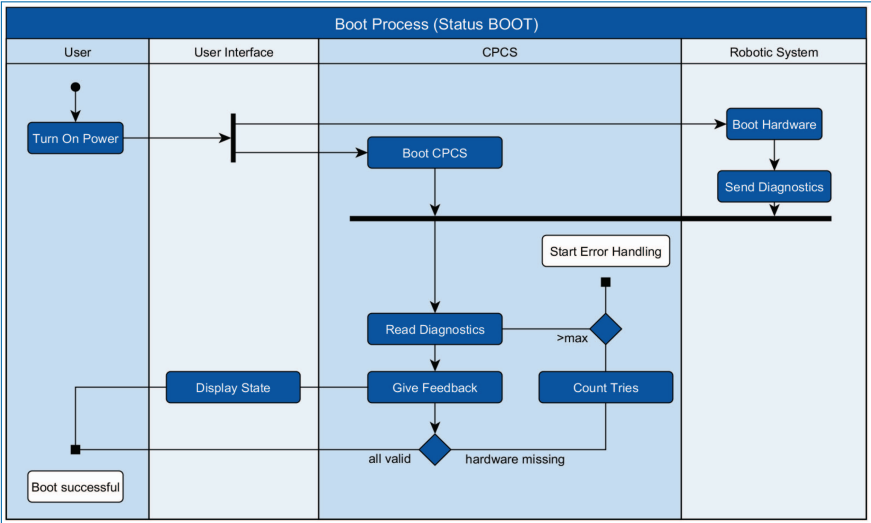 Boot Process (Status BOOT)
User
User Interface
CPCS
Robotic System
Turn On Power
Boot Hardware
Boot CPCS
Send Diagnostics
Start Error Handling
Read Diagnostics
>max
Display State
Give Feedback
Count Tries
all valid
hardware missing
Boot successful